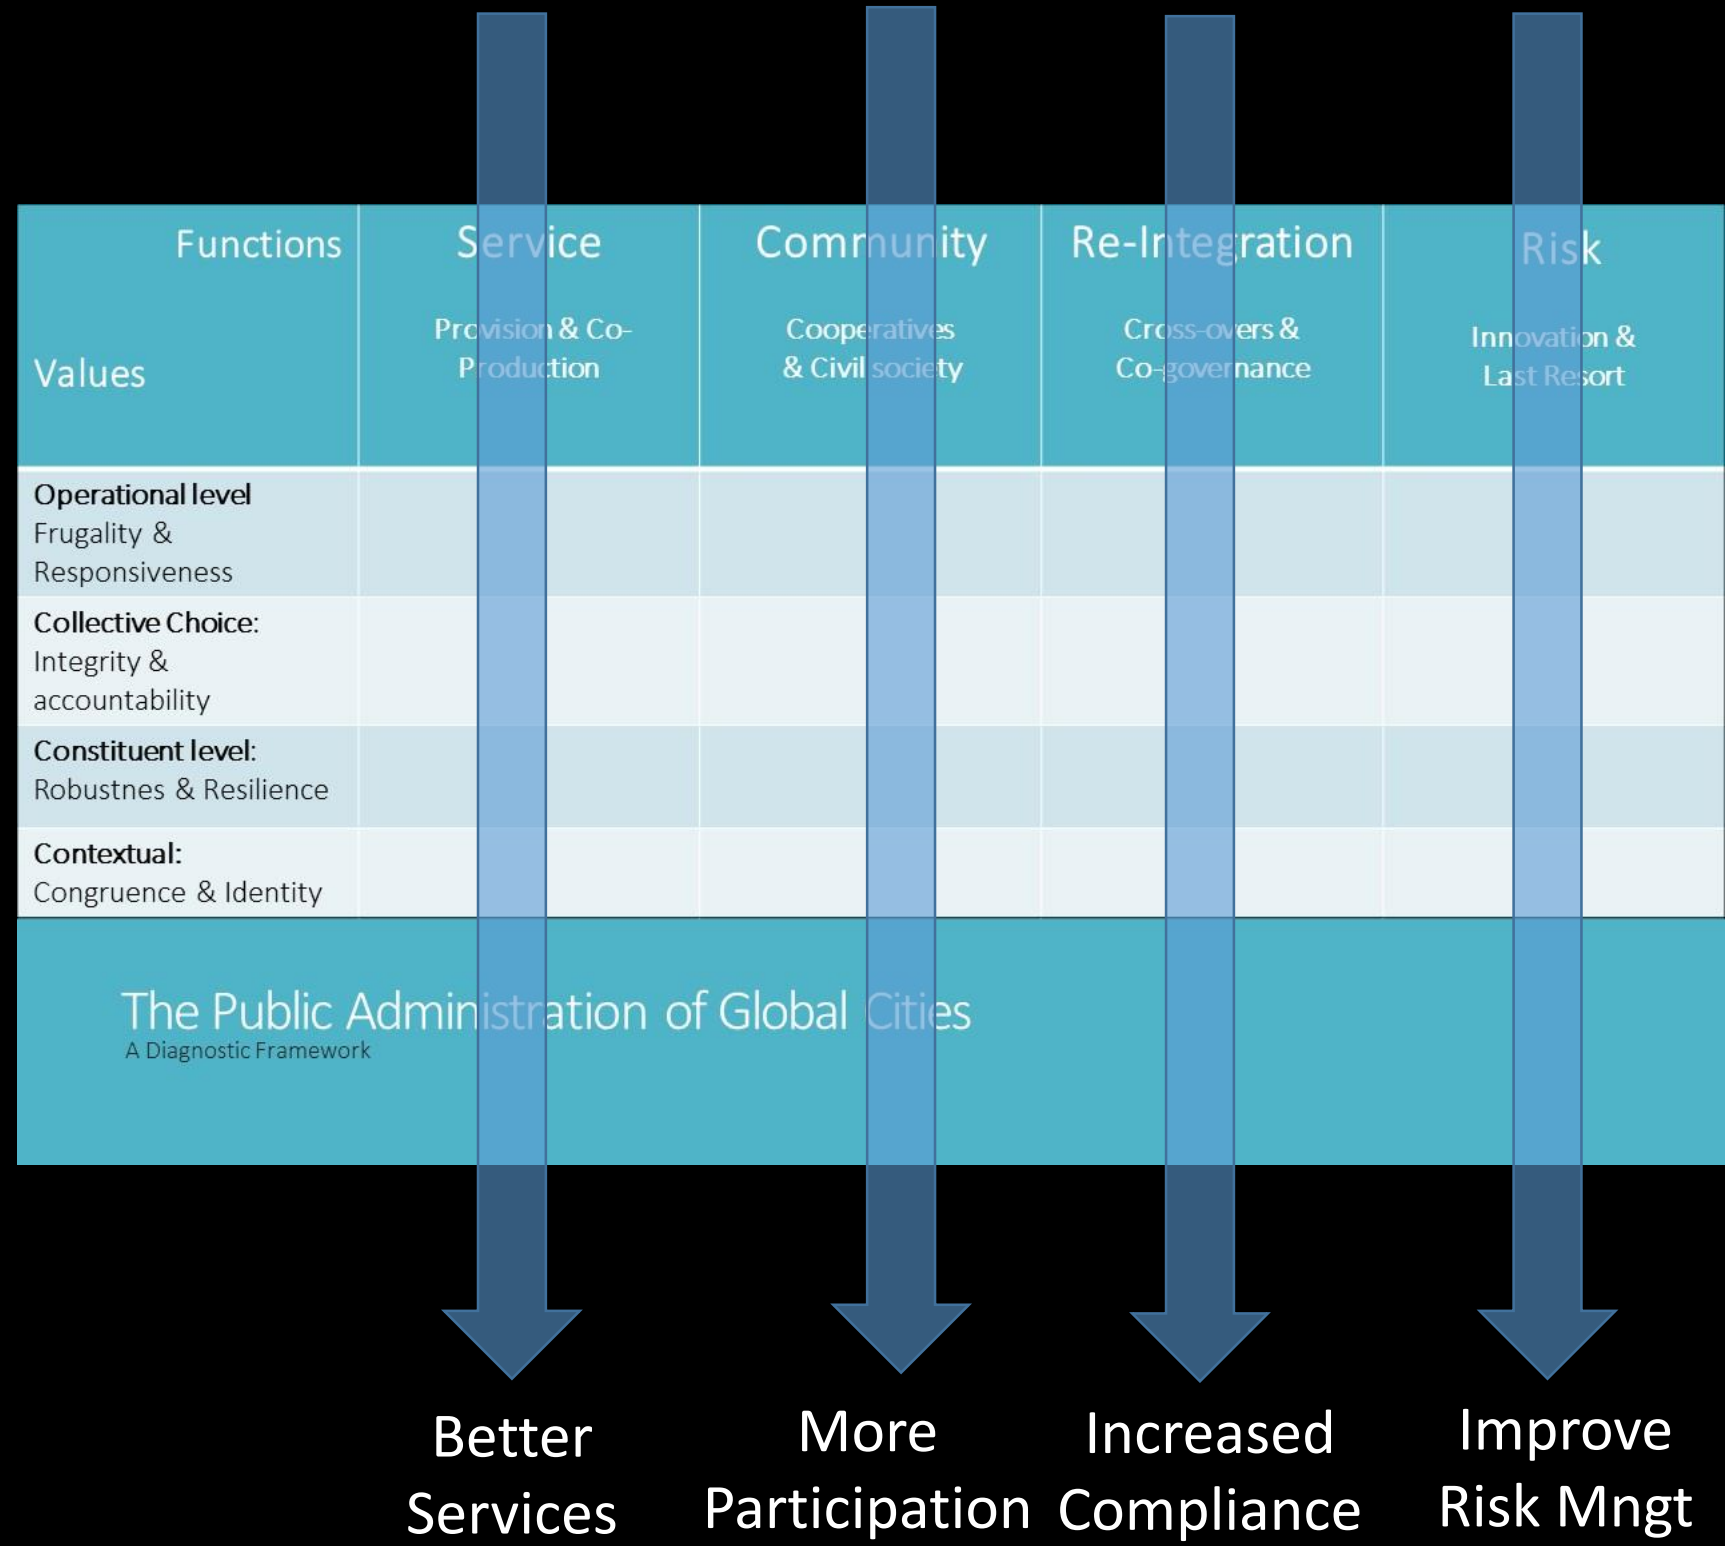 Functions
Values
Service
Provision & Co-
Production
Community
Cooperatives
& Civil society
Re-Integration
Cross-overs &
Co-governance
Risk
Innovation &
Last Resort
Operational level
Frugality &
Responsiveness
Collective Choice:
Integrity &
accountability
Constituent level:
Robustnes & Resilience
Contextual:
Congruence & Identity
The Public Administration of Global Cities
A Diagnostic Framework
Better
Services
More
Participation
Increased
Compliance
Improve
Risk Mngt